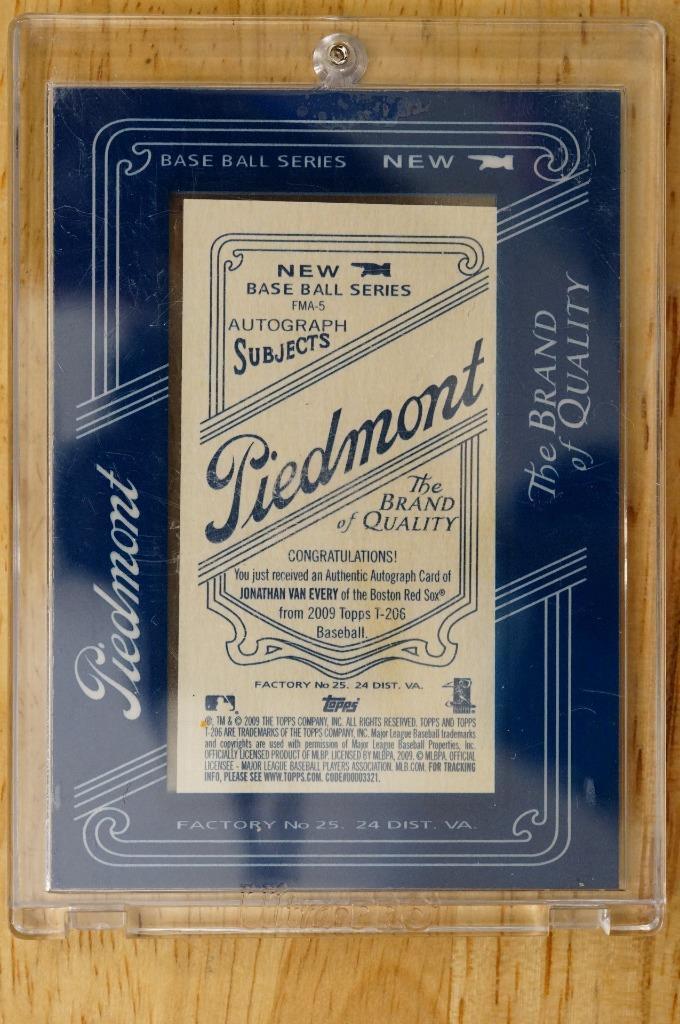 BASE BALL SERIES NEW
NEW
BASE BALL SERIES
FMA-5
AUTOGRAPH
SUBJECTS
Piedmont
The
BRAND
of QUALITY
CONGRATULATIONS!
You just received an Authentic Autograph Card of
JONATHAN VAN EVERY of the Boston Red Sox®
from 2009 Topps T-206
Baseball.
FACTORY No 25. 24 DIST. VA.
Topps
®, TM & © 2009 THE TOPPS COMPANY, INC. ALL RIGHTS RESERVED. TOPPS AND TOPPS
T-206 ARE TRADEMARKS OF THE TOPPS COMPANY, INC. Major League Baseball trademarks
and copyrights are used with permission of Major League Baseball Properties, Inc.
OFFICIALLY LICENSED PRODUCT OF MLBP. LICENSED BY MLBPA, 2009. © MLBPA, OFFICIAL
LICENSEE - MAJOR LEAGUE BASEBALL PLAYERS ASSOCIATION. MLB.COM. FOR TRACKING
INFO, PLEASE SEE WWW.TOPPS.COM. CODE#00003321.
Piedmont
The BRAND
of QUALITY
FACTORY No 25. 24 DIST. VA.